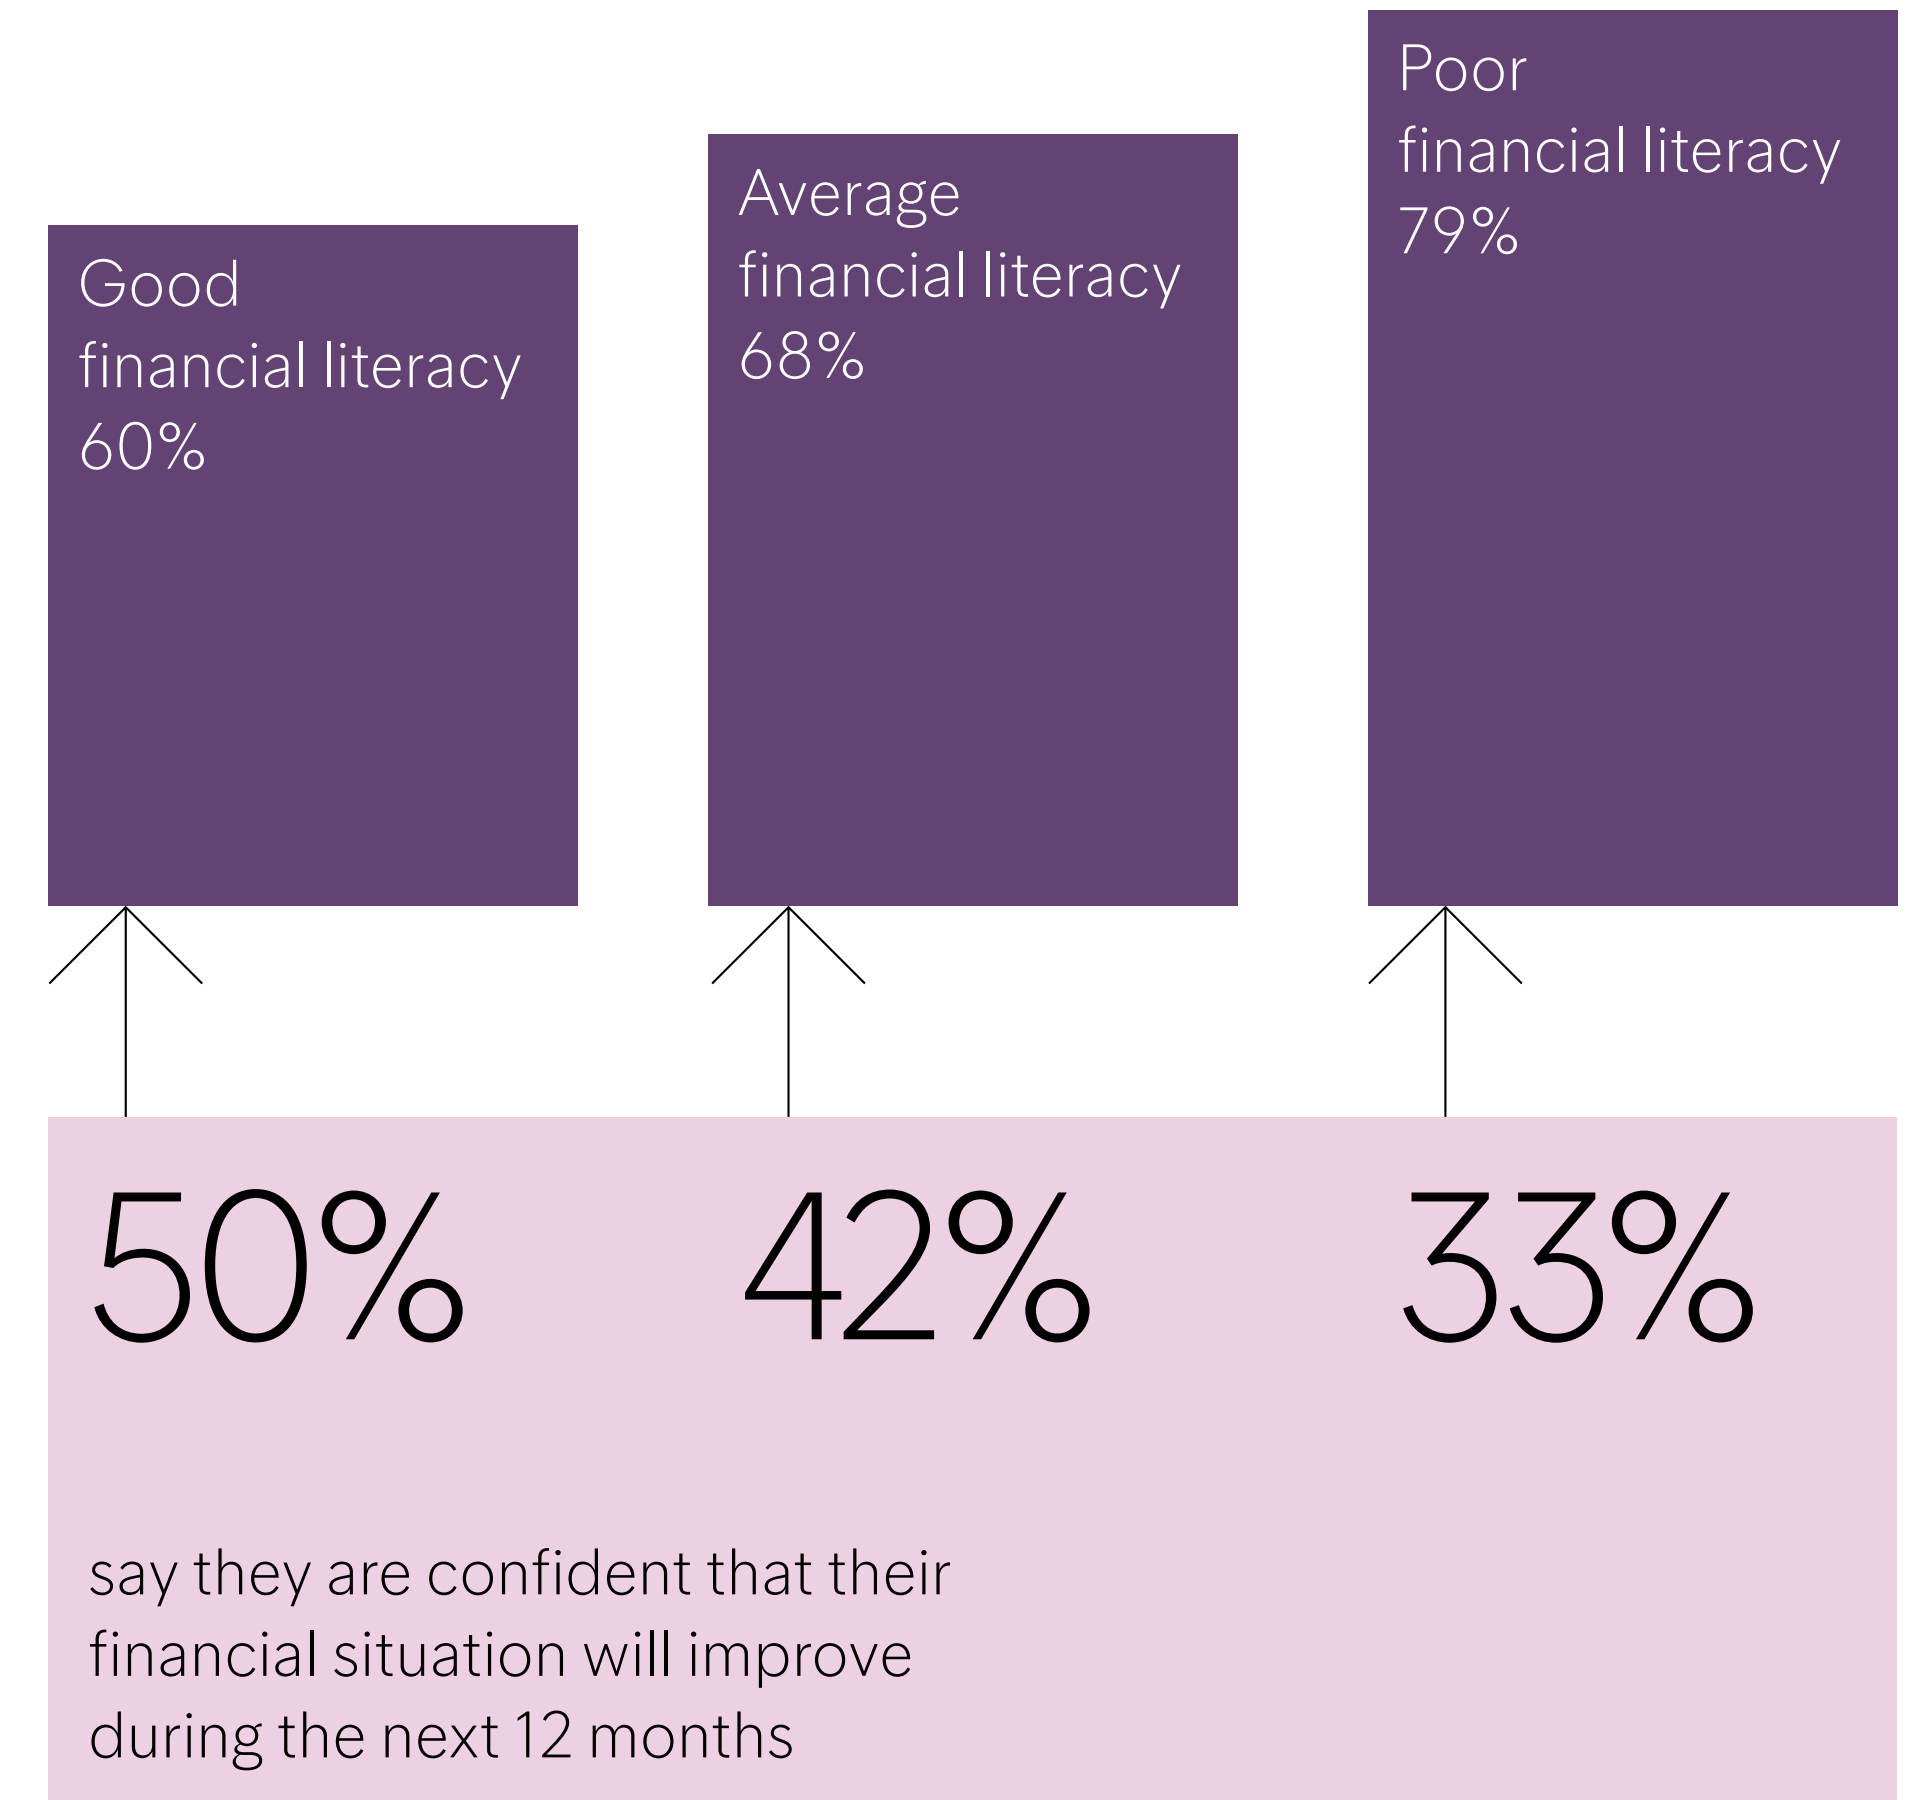 Good
financial literacy
60%
Average
financial literacy
68%
Poor
financial literacy
79%
50%
42%
33%
say they are confident that their
financial situation will improve
during the next 12 months